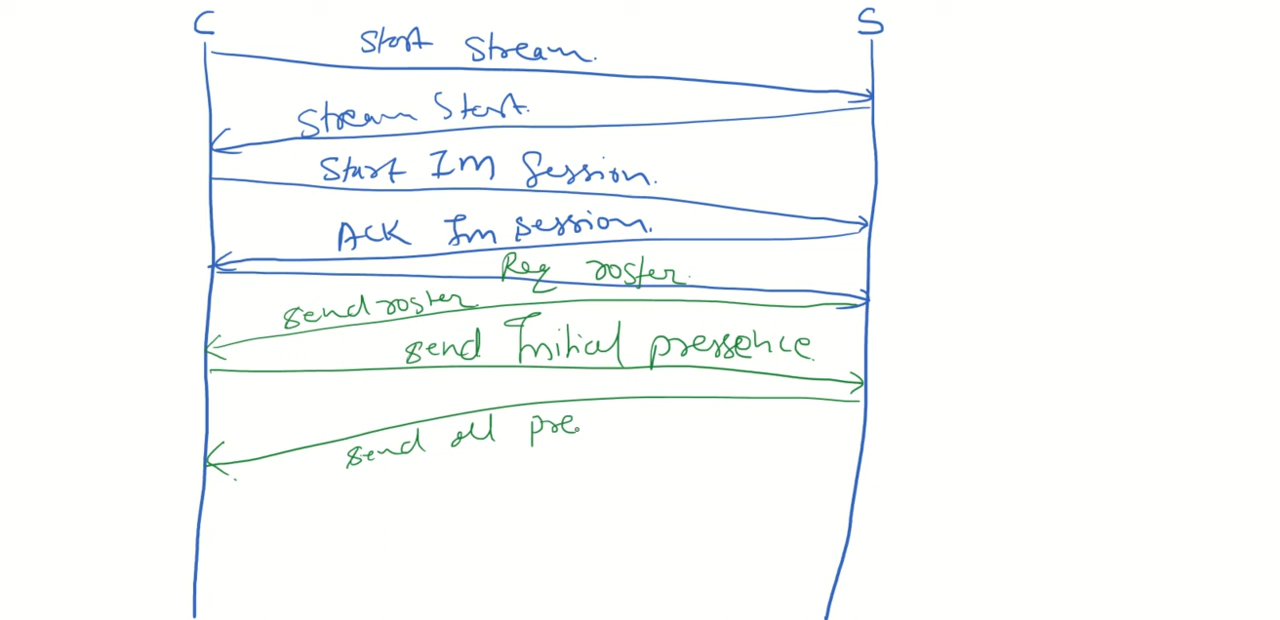 C
S
Start Stream.
Stream Start.
Start IM Session.
ACK Im session.
Req roster.
send roster
send Initial pressence
send all pre